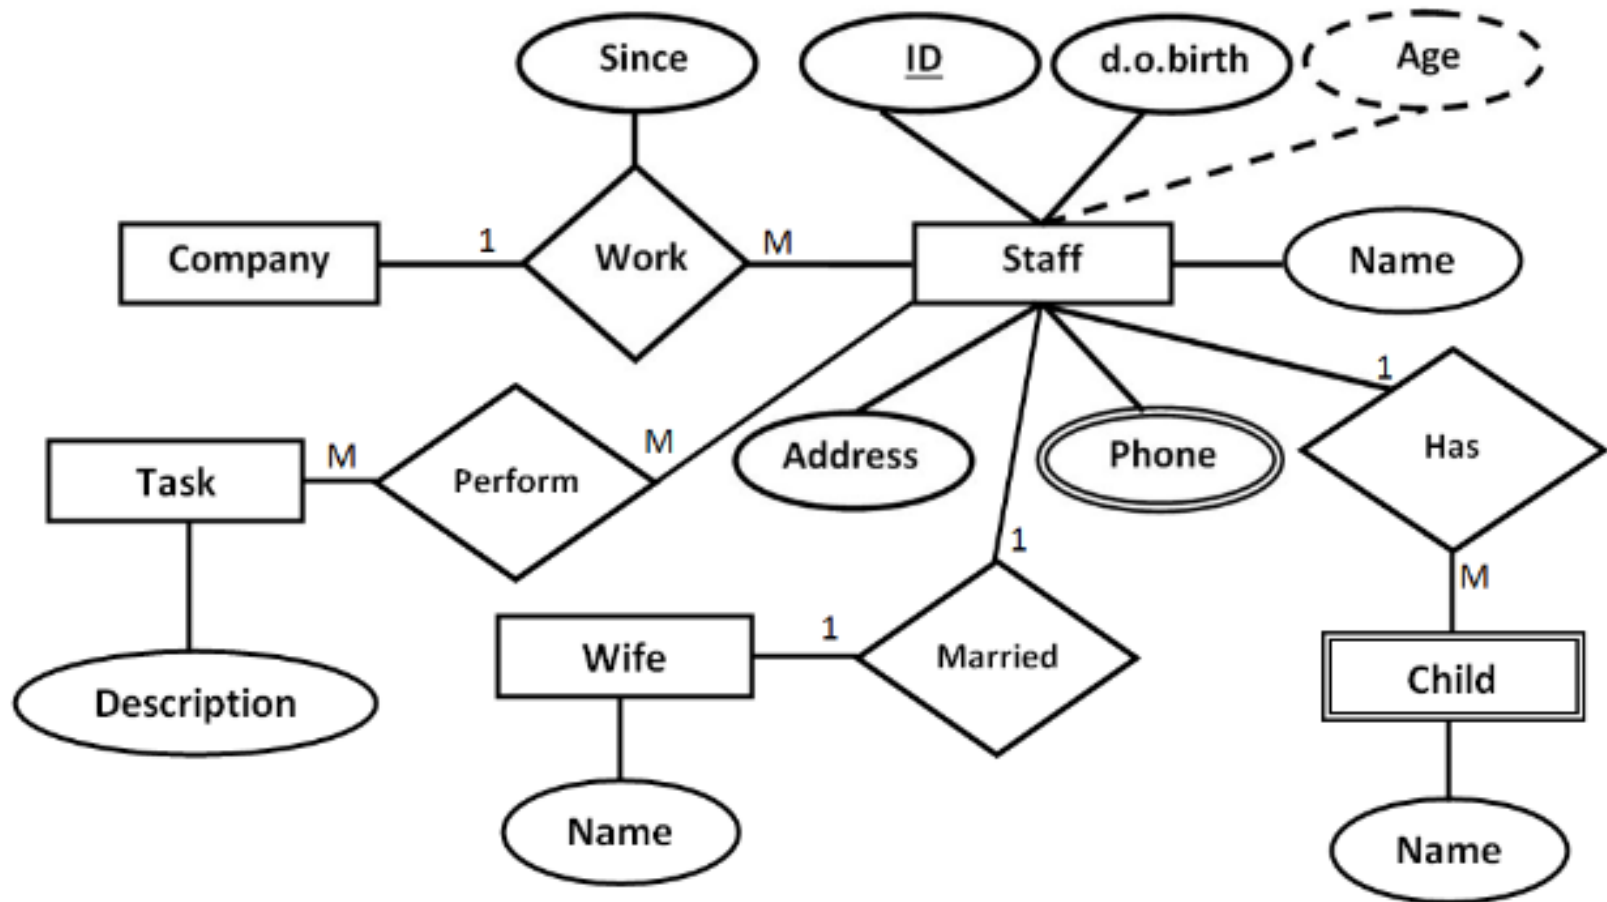 Since
ID
d.o.birth
Age
Company
1
Work
M
Staff
Name
1
Task
M
Perform
M
Address
Phone
Has
1
M
Wife
1
Married
Child
Description
Name
Name